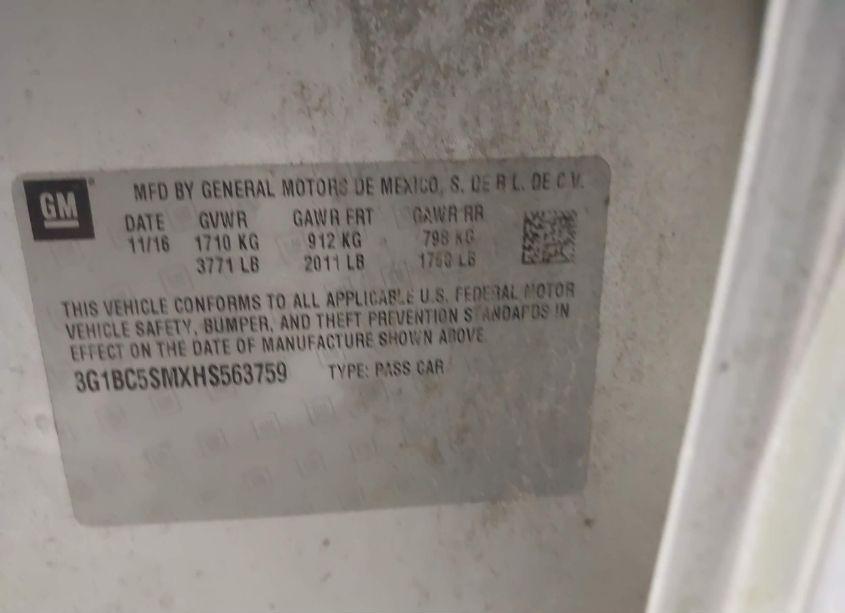 GM
MFD BY GENERAL MOTORS DE MEXICO, S. DE R L. DE C.V.
DATE GVWR GAWR FRT GAWR RR
11/16 1710 KG 912 KG 798 KG
3771 LB 2011 LB LB
THIS VEHICLE CONFORMS TO ALL APPLICABLE U.S. FEDERAL MOTOR
VEHICLE SAFETY, BUMPER, AND THEFT PREVENTION STANDARDS IN
EFFECT ON THE DATE OF MANUFACTURE SHOWN ABOVE.
3G1BC5SMXHS563759 TYPE: PASS CAR